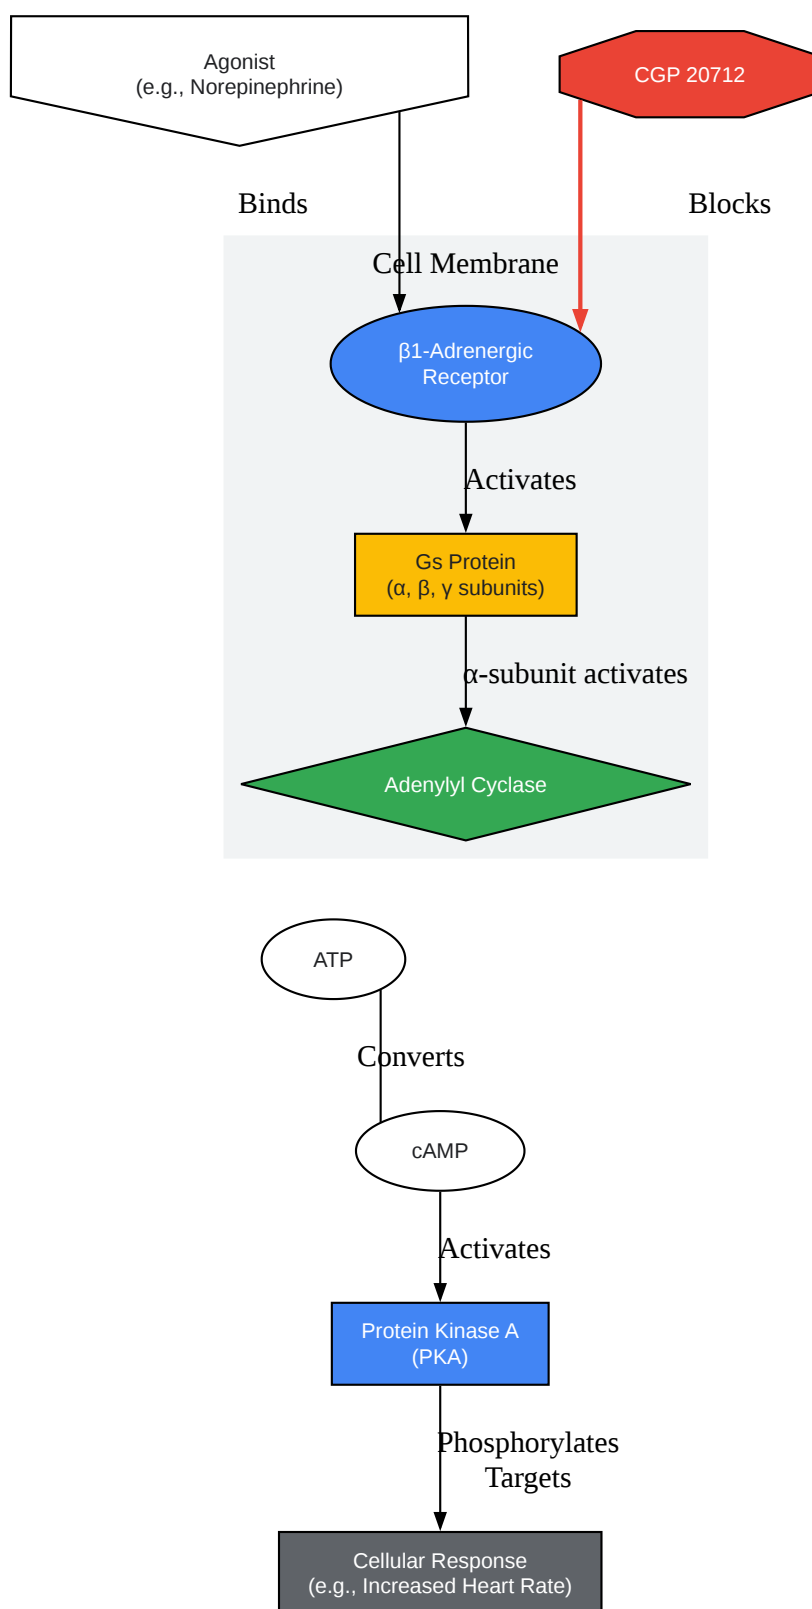 Agonist
(e.g., Norepinephrine)
CGP 20712
Binds
Blocks
Cell Membrane
β1-Adrenergic
Receptor
Activates
Gs Protein
(α, β, γ subunits)
α-subunit activates
Adenylyl Cyclase
ATP
Converts
cAMP
Activates
Protein Kinase A
(PKA)
Phosphorylates
Targets
Cellular Response
(e.g., Increased Heart Rate)